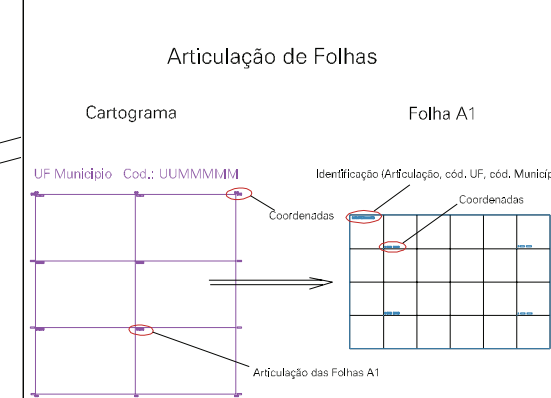 Articulação de Folhas
Cartograma
Folha A1
UF Municipio Cod.: UUMMMMM
Identificação (Articulação, cód. UF, cód. Municíp
Coordenadas
Coordenadas
Articulação das Folhas A1